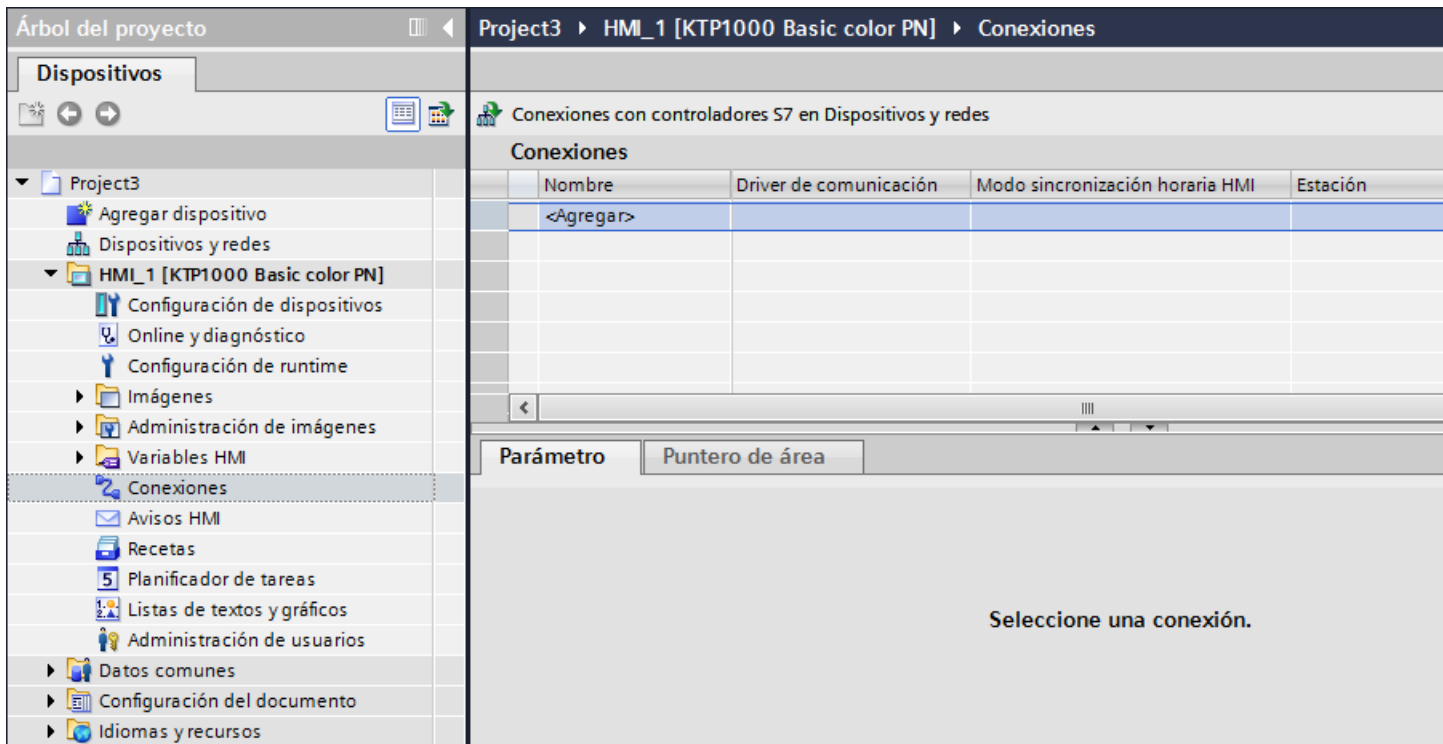 Árbol del proyecto
Dispositivos
Project3
Agregar dispositivo
Dispositivos y redes
HMI_1 [KTP1000 Basic color PN]
Configuración de dispositivos
Online y diagnóstico
Configuración de runtime
Imágenes
Administración de imágenes
Variables HMI
Conexiones
Avisos HMI
Recetas
Planificador de tareas
Listas de textos y gráficos
Administración de usuarios
Datos comunes
Configuración del documento
Idiomas y recursos
Project3 HMI_1 [KTP1000 Basic color PN] Conexiones
Conexiones con controladores S7 en Dispositivos y redes
Conexiones
Nombre Driver de comunicación Modo sincronización horaria HMI Estación
<Agregar>
Parámetro Puntero de área
Seleccione una conexión.